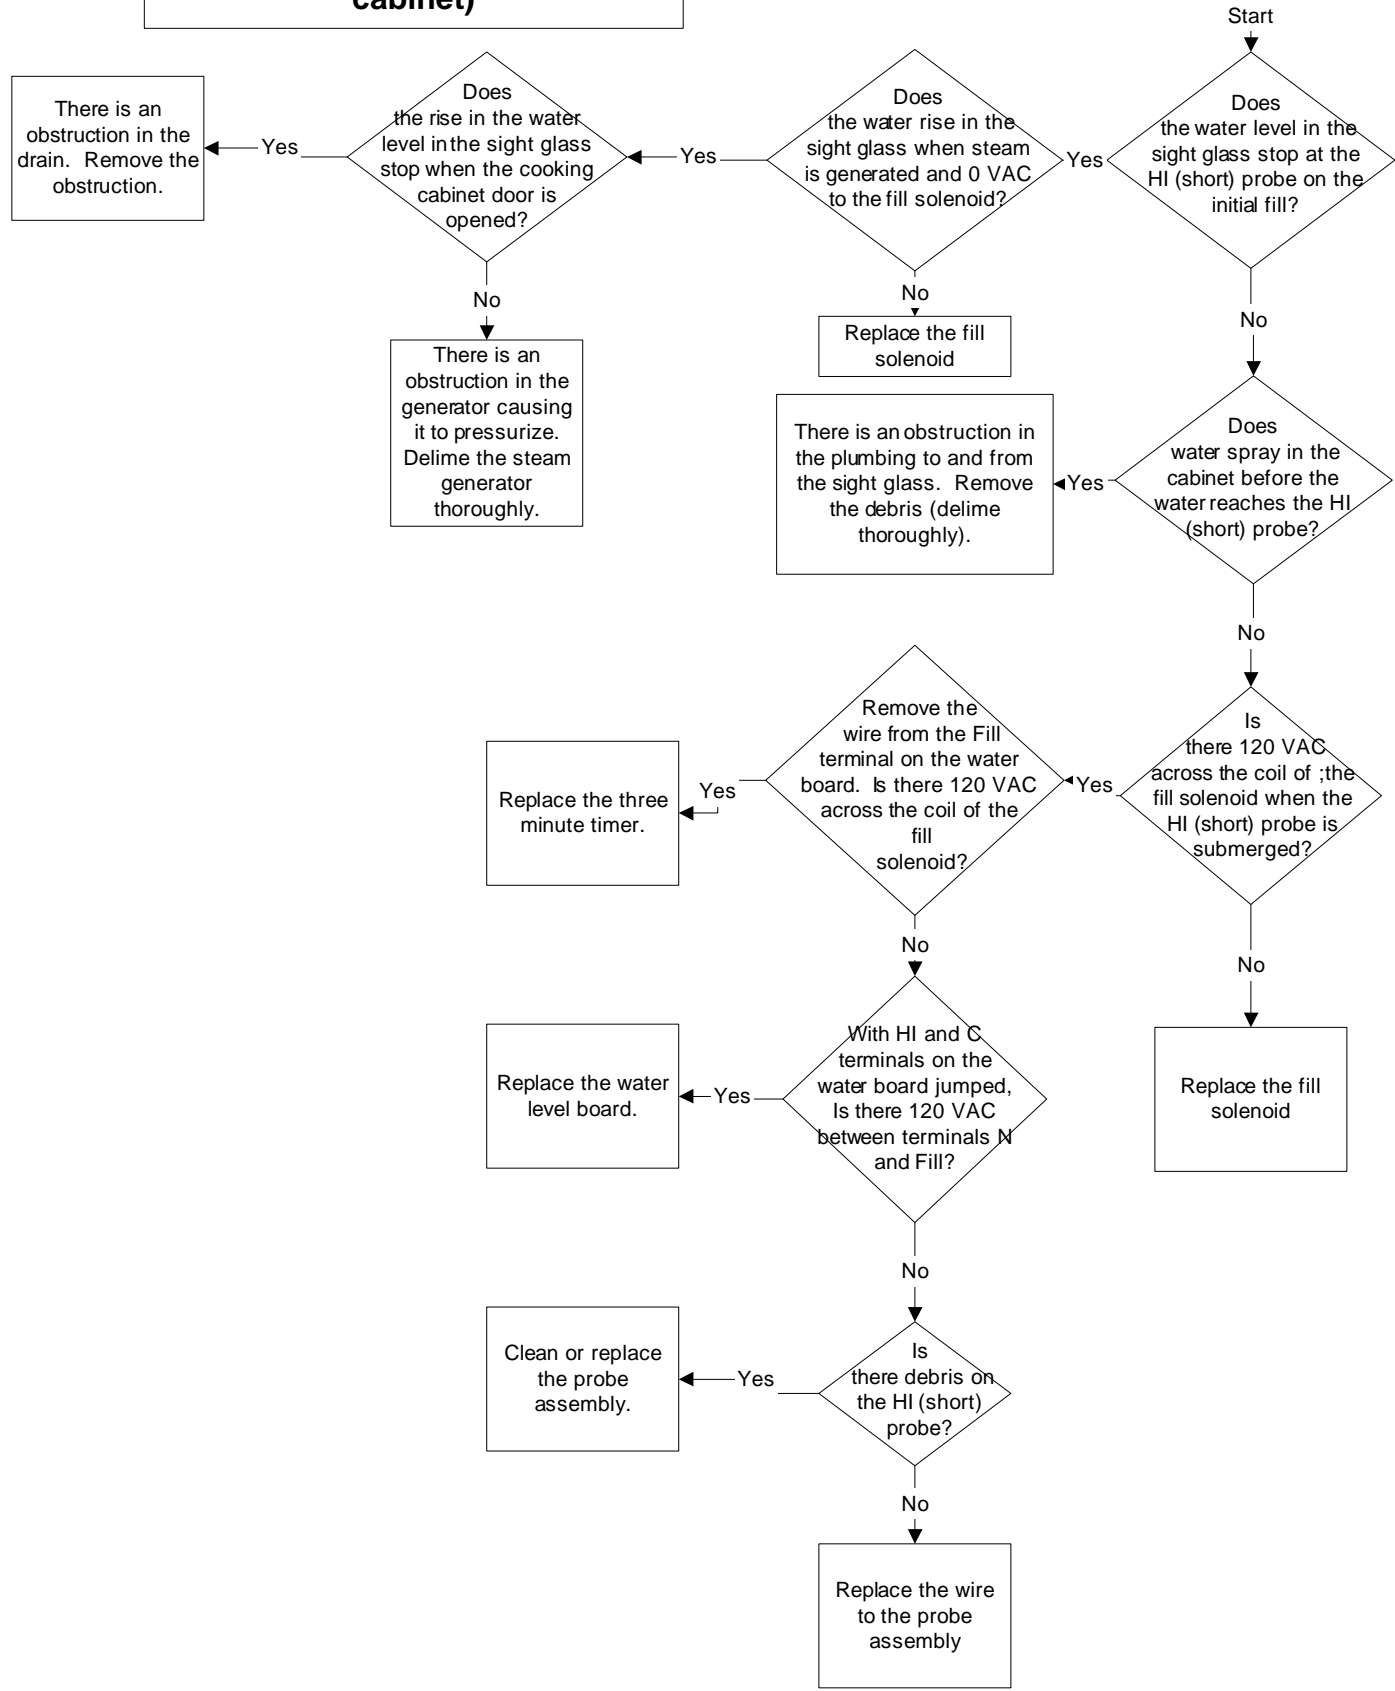 cabinet)
Start
There is an
obstruction in the
drain. Remove the
obstruction.
Yes
Does
the rise in the water
level in the sight glass
stop when the cooking
cabinet door is
opened?
Yes
Does
the water rise in the
sight glass when steam
is generated and 0 VAC
to the fill solenoid?
Yes
Does
the water level in the
sight glass stop at the
HI (short) probe on the
initial fill?
No
There is an
obstruction in the
generator causing
it to pressurize.
Delime the steam
generator
thoroughly.
No
Replace the fill
solenoid
No
There is an obstruction in
the plumbing to and from
the sight glass. Remove
the debris (delime
thoroughly).
Yes
Does
water spray in the
cabinet before the
water reaches the HI
(short) probe?
No
Replace the three
minute timer.
Yes
Remove the
wire from the Fill
terminal on the water
board. Is there 120 VAC
across the coil of the
fill
solenoid?
Yes
Is
there 120 VAC
across the coil of ;the
fill solenoid when the
HI (short) probe is
submerged?
No
No
Replace the water
level board.
Yes
With HI and C
terminals on the
water board jumped,
Is there 120 VAC
between terminals N
and Fill?
Replace the fill
solenoid
No
Clean or replace
the probe
assembly.
Yes
Is
there debris on
the HI (short)
probe?
No
Replace the wire
to the probe
assembly